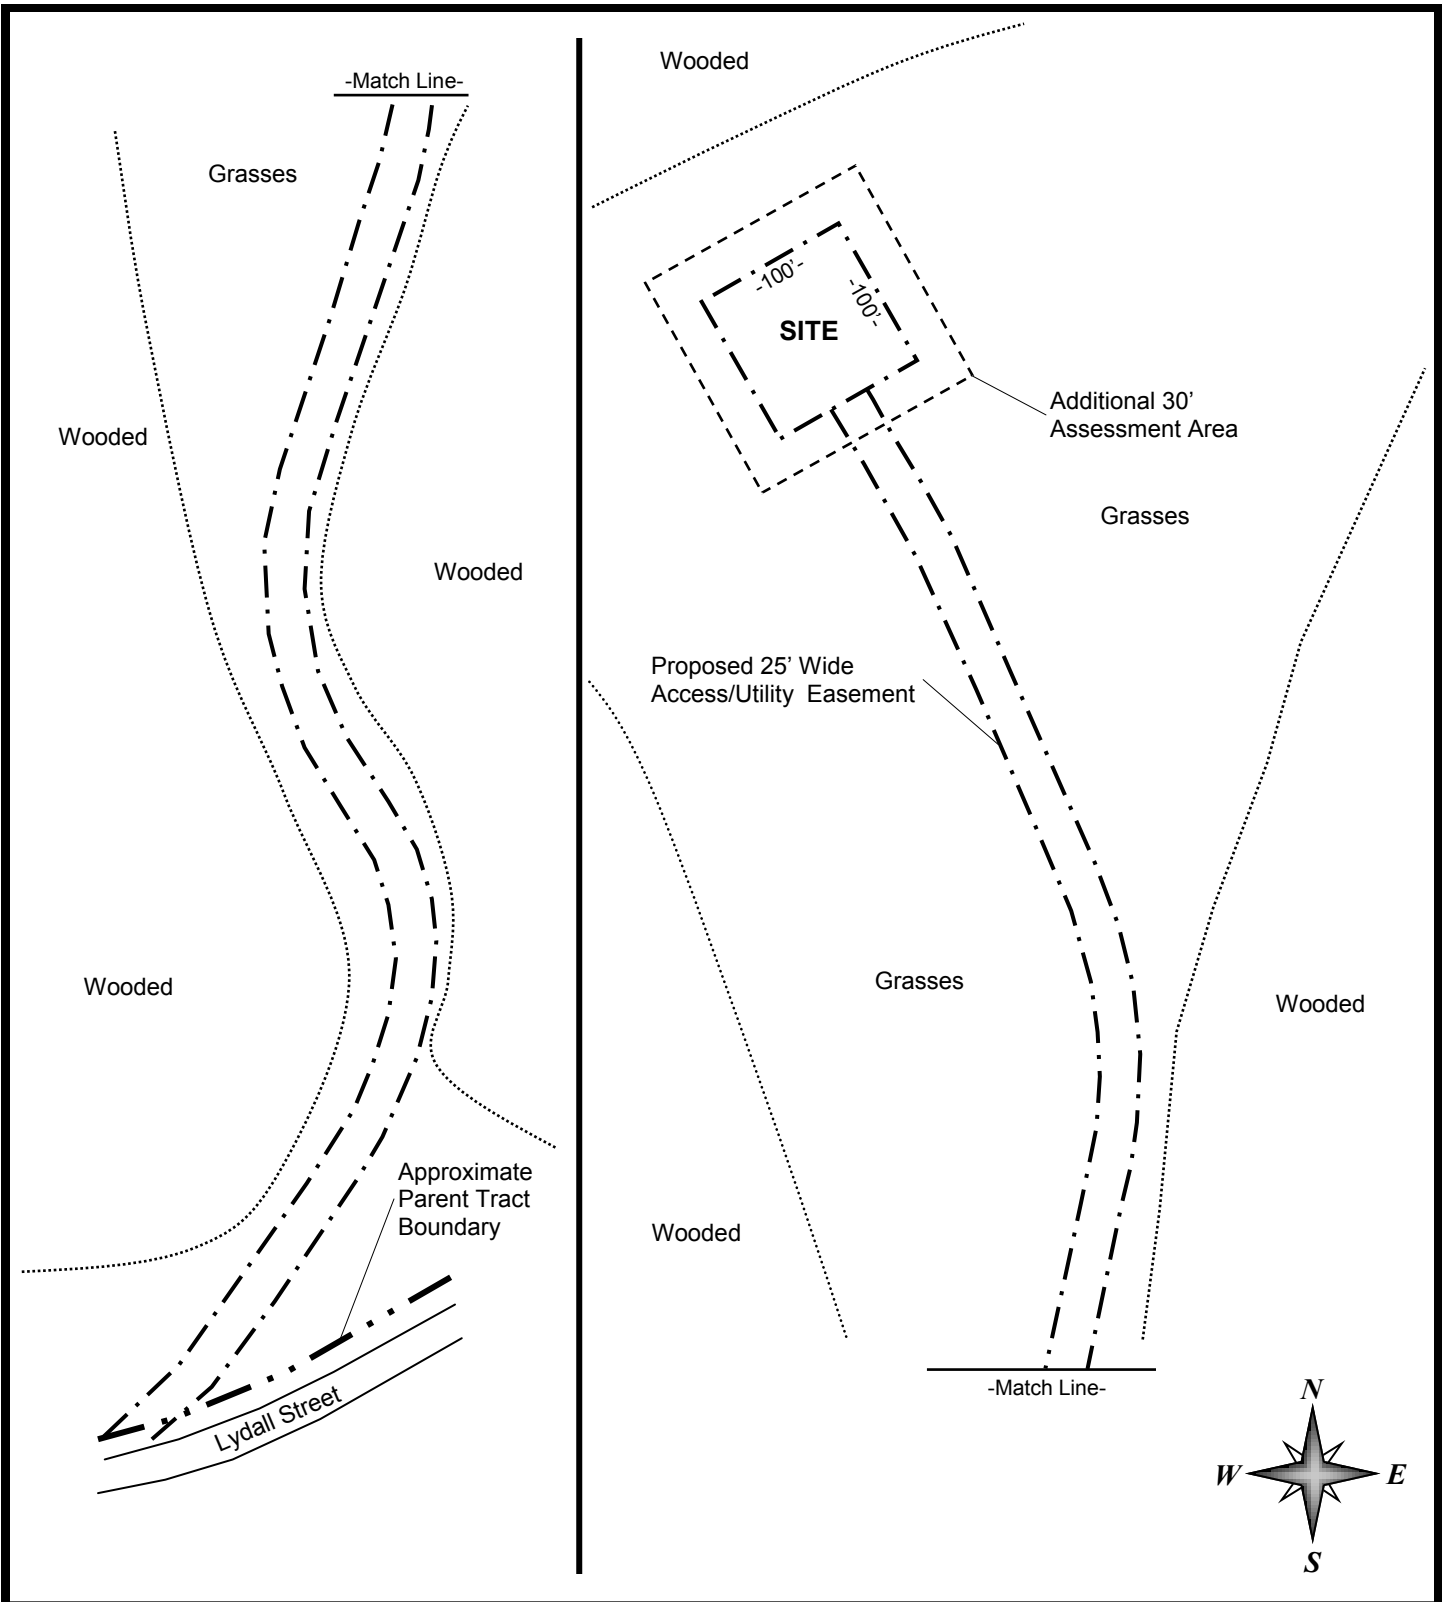 -Match Line-
Grasses
Wooded
Wooded
Wooded
Approximate
Parent Tract
Boundary
Lydall Street
Wooded
-100'-
-100'-
SITE
Additional 30’
Assessment Area
Grasses
Proposed 25’ Wide
Access/Utility Easement
Grasses
Wooded
Wooded
-Match Line-
N
W
E
S